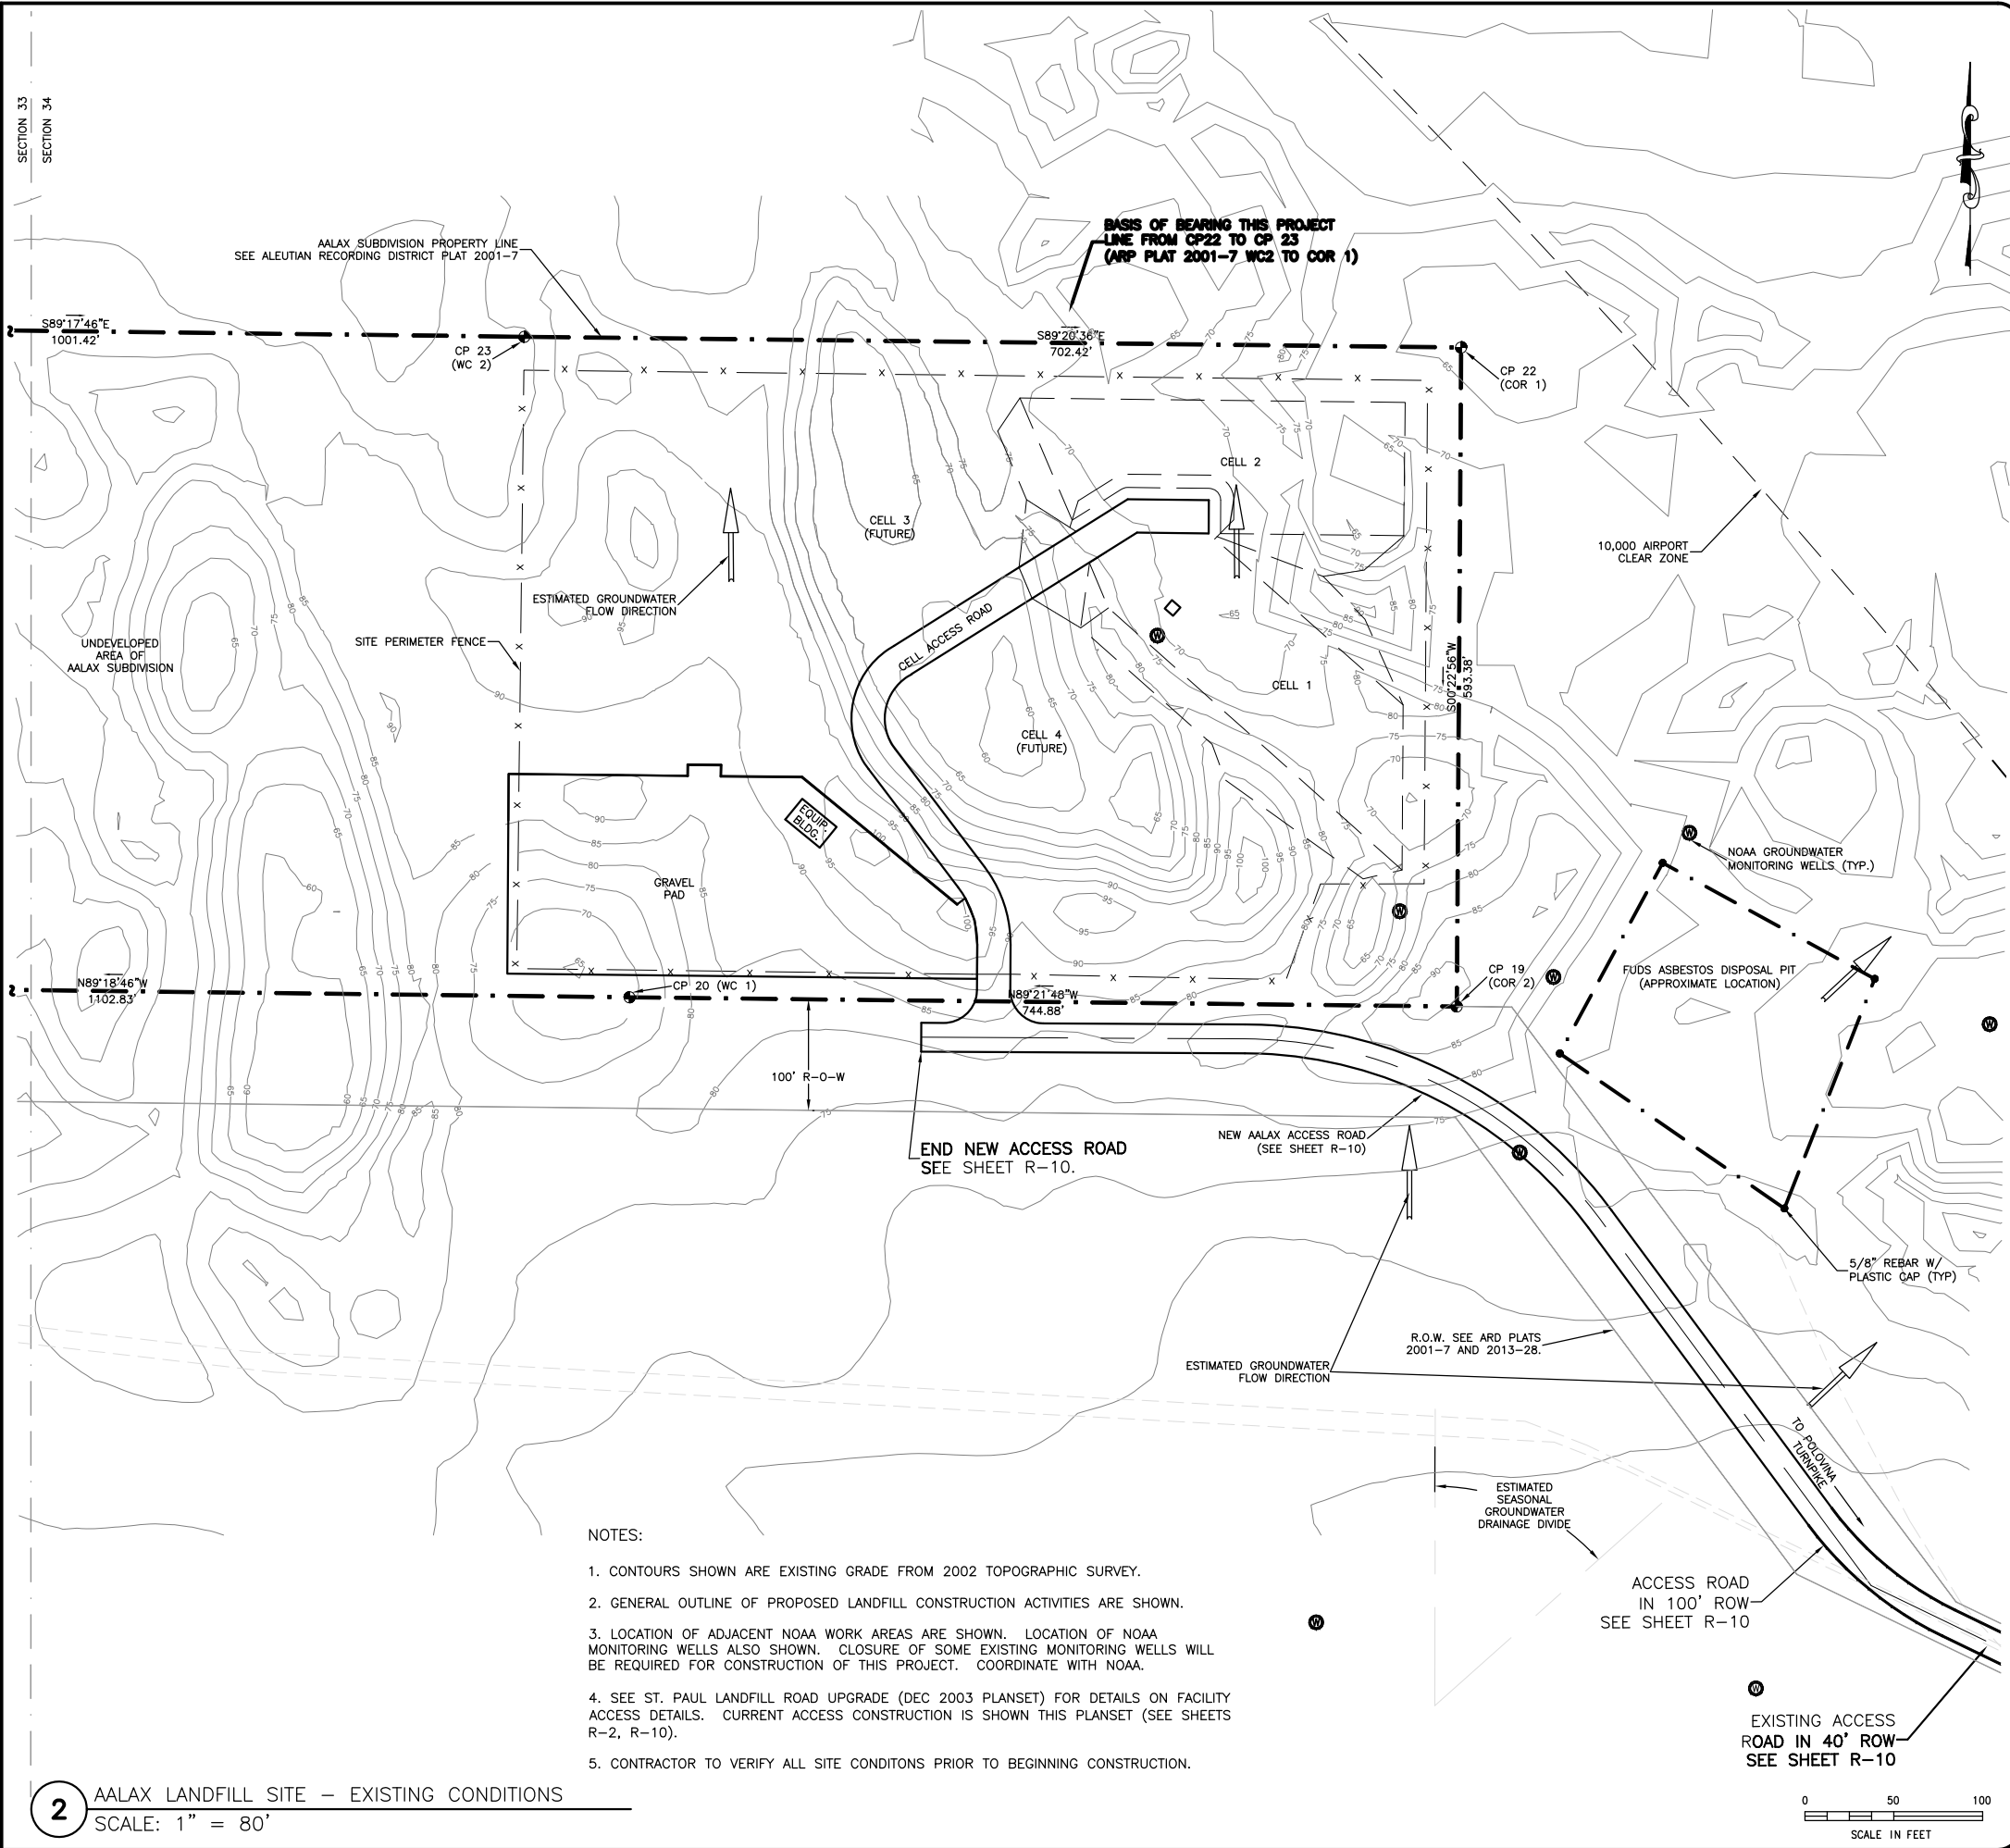 SECTION 33
SECTION 34
AALAX SUBDIVISION PROPERTY LINE
SEE ALEUTIAN RECORDING DISTRICT PLAT 2001-7
BASIS OF BEARING THIS PROJECT
LINE FROM CP22 TO CP 23
(ARP PLAT 2001-7 WC2 TO COR 1)
S89°17'46"E
1001.42'
CP 23
(WC 2)
S89°20'36"E
702.42'
CP 22
(COR 1)
CELL 2
CELL 3
(FUTURE)
10,000 AIRPORT
CLEAR ZONE
ESTIMATED GROUNDWATER
FLOW DIRECTION
CELL ACCESS ROAD
SITE PERIMETER FENCE
UNDEVELOPED
AREA OF
AALAX SUBDIVISION
CELL 1
S00°22'56"W
593.38'
CELL 4
(FUTURE)
EQUIP.
BLDG.
GRAVEL
PAD
NOAA GROUNDWATER
MONITORING WELLS (TYP.)
FUDS ASBESTOS DISPOSAL PIT
(APPROXIMATE LOCATION)
CP 19
(COR 2)
N89°18'46"W
1102.83'
CP 20 (WC 1)
N89°21'48"W
744.88'
100' R-O-W
END NEW ACCESS ROAD
SEE SHEET R-10.
NEW AALAX ACCESS ROAD
(SEE SHEET R-10)
5/8" REBAR W/
PLASTIC CAP (TYP)
R.O.W. SEE ARD PLATS
2001-7 AND 2013-28.
ESTIMATED GROUNDWATER
FLOW DIRECTION
TO POLOVINA
TURNPIKE
ESTIMATED
SEASONAL
GROUNDWATER
DRAINAGE DIVIDE
ACCESS ROAD
IN 100' ROW
SEE SHEET R-10
EXISTING ACCESS
ROAD IN 40' ROW
SEE SHEET R-10
NOTES:
1. CONTOURS SHOWN ARE EXISTING GRADE FROM 2002 TOPOGRAPHIC SURVEY.
2. GENERAL OUTLINE OF PROPOSED LANDFILL CONSTRUCTION ACTIVITIES ARE SHOWN.
3. LOCATION OF ADJACENT NOAA WORK AREAS ARE SHOWN. LOCATION OF NOAA
MONITORING WELLS ALSO SHOWN. CLOSURE OF SOME EXISTING MONITORING WELLS WILL
BE REQUIRED FOR CONSTRUCTION OF THIS PROJECT. COORDINATE WITH NOAA.
4. SEE ST. PAUL LANDFILL ROAD UPGRADE (DEC 2003 PLANSET) FOR DETAILS ON FACILITY
ACCESS DETAILS. CURRENT ACCESS CONSTRUCTION IS SHOWN THIS PLANSET (SEE SHEETS
R-2, R-10).
5. CONTRACTOR TO VERIFY ALL SITE CONDITONS PRIOR TO BEGINNING CONSTRUCTION.
2
AALAX LANDFILL SITE - EXISTING CONDITIONS
SCALE: 1" = 80'
0 50 100
SCALE IN FEET